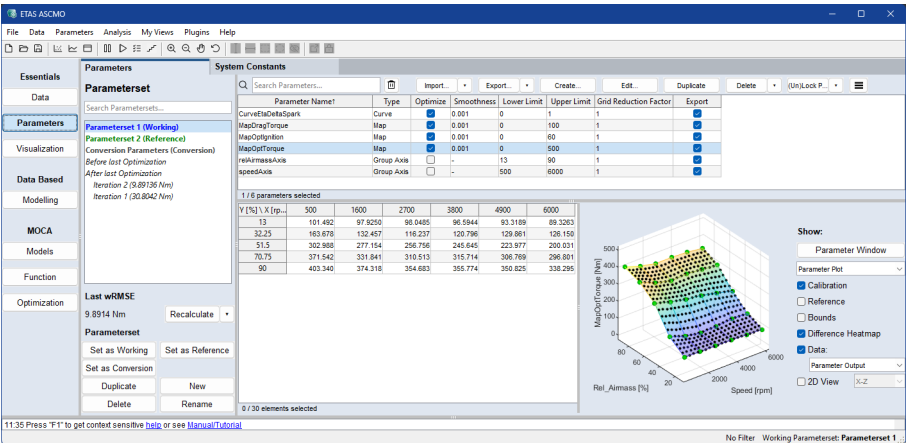 ETAS ASCMO
File Data Parameters Analysis My Views Plugins Help
Essentials
Data
Parameters
Visualization
Data Based
Modelling
MOCA
Models
Function
Optimization
Parameters
System Constants
Parameterset
Search Parametersets...
Parameterset 1 (Working)
Parameterset 2 (Reference)
Conversion Parameters (Conversion)
Before last Optimization
After last Optimization
Iteration 2 (9.89136 Nm)
Iteration 1 (30.8042 Nm)
Last wRMSE
9.8914 Nm Recalculate
Parameterset
Set as Working Set as Reference
Set as Conversion
Duplicate New
Delete Rename
Search Parameters... Import... Export... Create... Edit... Duplicate Delete (Un)Lock P...
Parameter Name↑ Type Optimize Smoothness Lower Limit Upper Limit Grid Reduction Factor Export
CurveEtaDeltaSpark Curve 0.001 0 1 1
MapDragTorque Map 0.001 0 100 1
MapOptIgnition Map 0.001 0 60 1
MapOptTorque Map 0.001 0 500 1
relAirmassAxis Group Axis - 13 90 1
speedAxis Group Axis - 500 6000 1
1 / 6 parameters selected
Y [%] \ X [rp... 500 1600 2700 3800 4900 6000
13 101.492 97.9250 98.0485 96.5944 93.3189 89.3263
32.25 163.678 132.457 116.237 120.796 129.861 126.150
51.5 302.988 277.154 256.756 245.645 223.977 200.031
70.75 371.542 331.841 310.513 315.714 306.769 296.801
90 403.340 374.318 354.683 355.774 350.825 338.295
0 / 30 elements selected
MapOptTorque [Nm]
500
400
300
200
100
0
80
60
40
20
Rel_Airmass [%]
2000
4000
6000
Speed [rpm]
Show:
Parameter Window
Parameter Plot
Calibration
Reference
Bounds
Difference Heatmap
Data:
Parameter Output
2D View X-Z
11:35 Press "F1" to get context sensitive help or see Manual/Tutorial
No Filter Working Parameterset: Parameterset 1